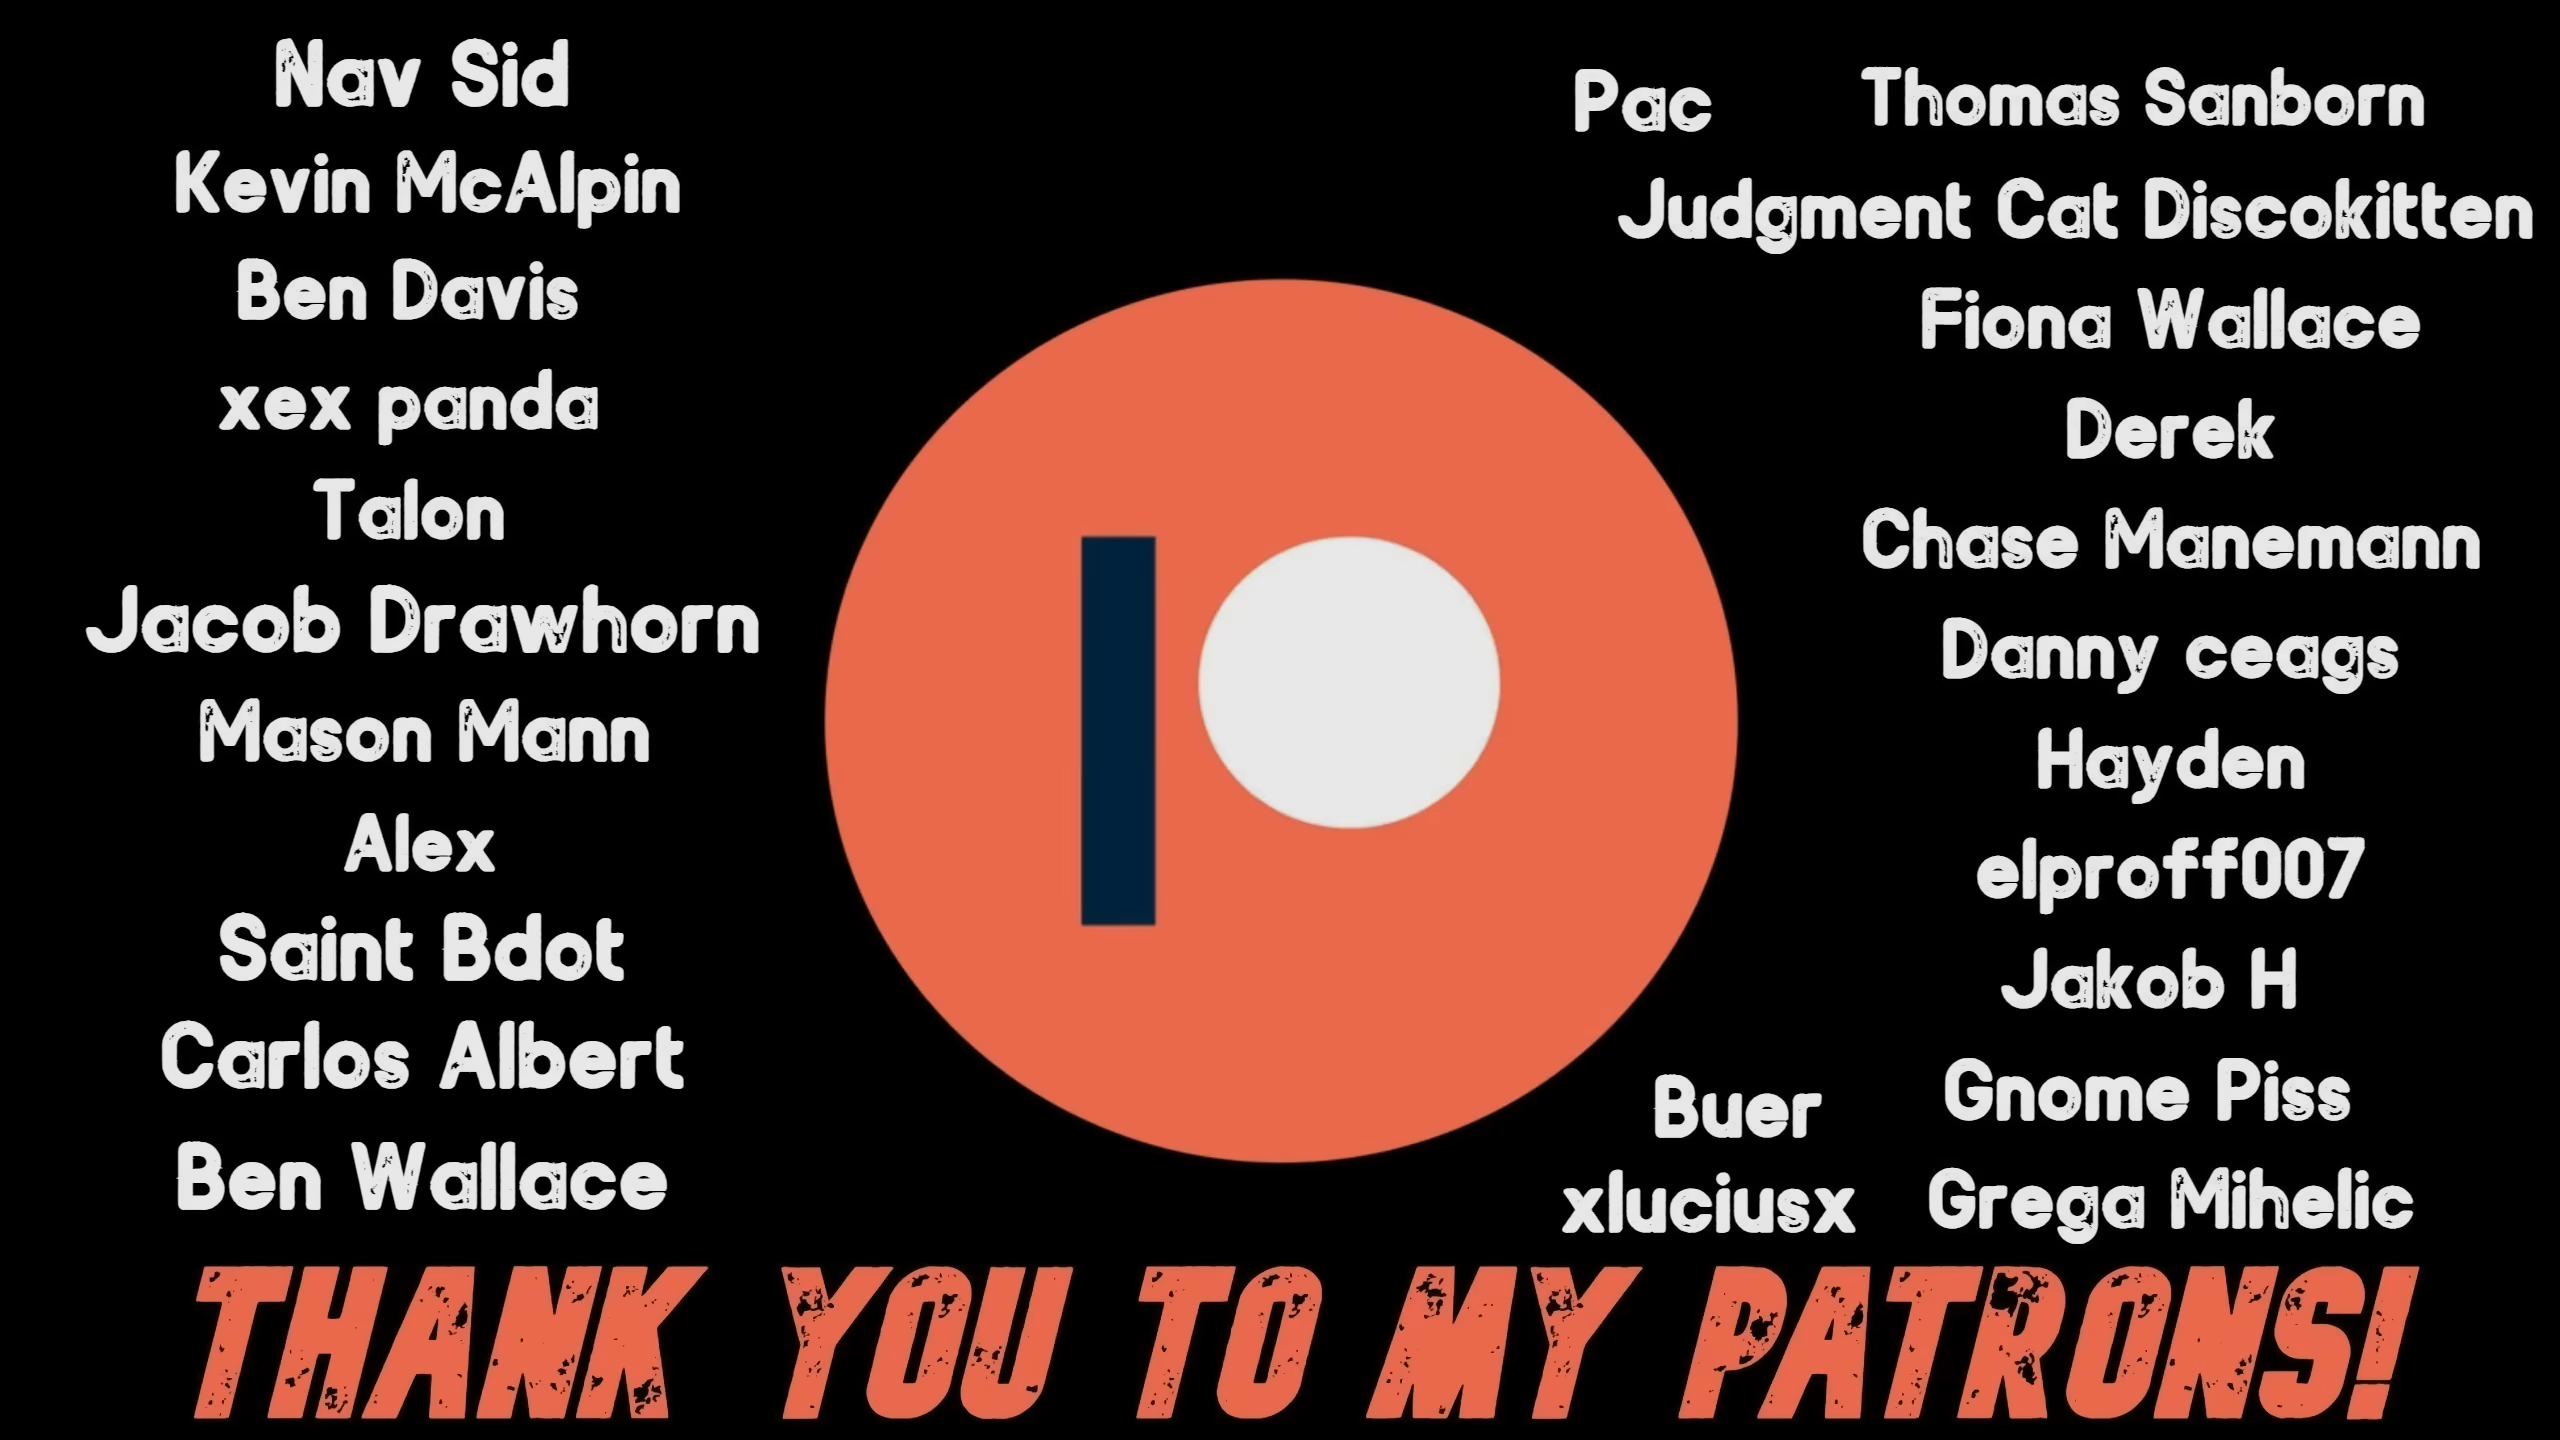 Nav Sid
Kevin McAlpin
Ben Davis
xex panda
Talon
Jacob Drawhorn
Mason Mann
Alex
Saint Bdot
Carlos Albert
Ben Wallace
Pac
Thomas Sanborn
Judgment Cat Discokitten
Fiona Wallace
Derek
Chase Manemann
Danny ceags
Hayden
elproff007
Jakob H
Buer
Gnome Piss
xluciusx
Grega Mihelic
THANK YOU TO MY PATRONS!